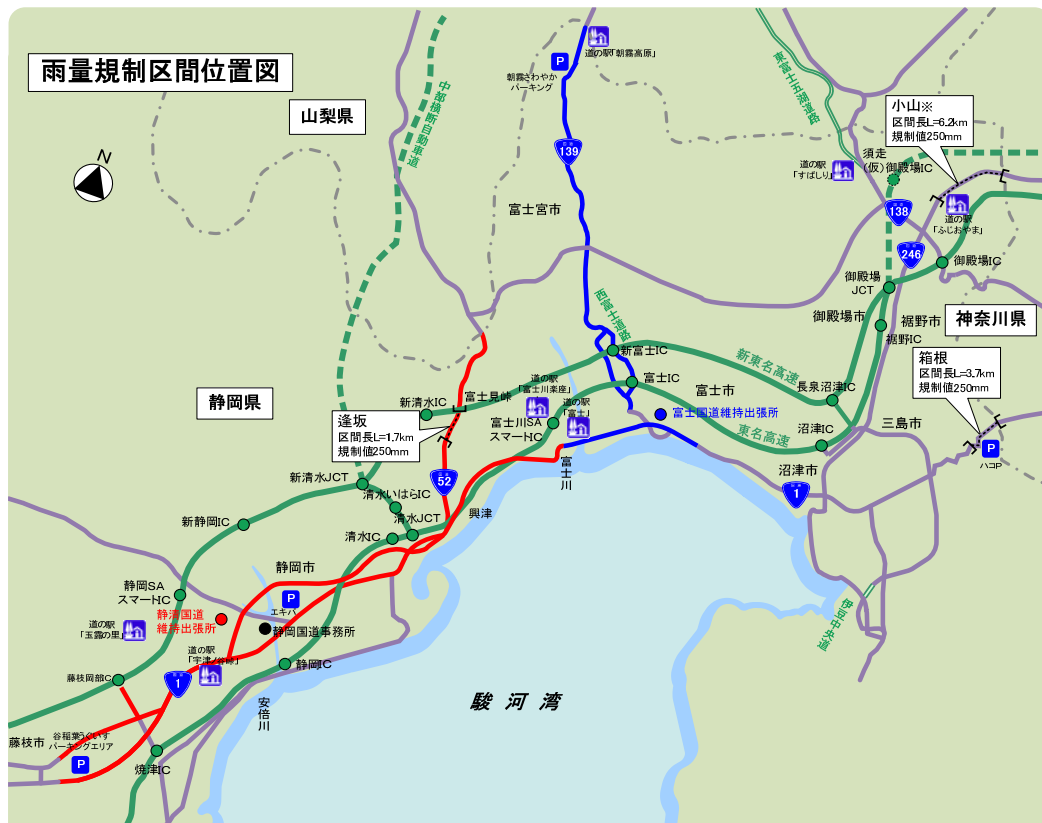 雨量規制区間位置図
N
山梨県
静岡県
神奈川県
中部横断自動車道
東富士五湖道路
道の駅「朝霧高原」
P
朝霧さわやか
パーキング
国道
139
富士宮市
小山※
区間長L=6.2km
規制値250mm
須走
(仮)御殿場IC
道の駅
「すばしり」
国道
138
道の駅
「ふじおやま」
国道
246
御殿場IC
御殿場
JCT
御殿場市
裾野市
裾野IC
箱根
区間長L=3.7km
規制値250mm
西富士道路
新富士IC
新東名高速
長泉沼津IC
富士見峠
道の駅
「富士川楽座」
富士IC
富士市
新清水IC
逢坂
区間長L=1.7km
規制値250mm
富士川SA
スマートIC
道の駅
「富士」
富士国道維持出張所
東名高速
沼津IC
三島市
P
ハコP
沼津市
国道
1
富士川
国道
52
新清水JCT
清水いはらIC
清水JCT
興津
新静岡IC
清水IC
静岡市
静岡SA
スマートIC
P
エキパ
静清国道
維持出張所
静岡国道事務所
道の駅
「玉露の里」
道の駅
「宇津ノ谷峠」
伊豆中央道
静岡IC
藤枝岡部IC
国道
1
安倍川
駿河湾
藤枝市
谷稲葉うぐいす
パーキングエリア
P
焼津IC